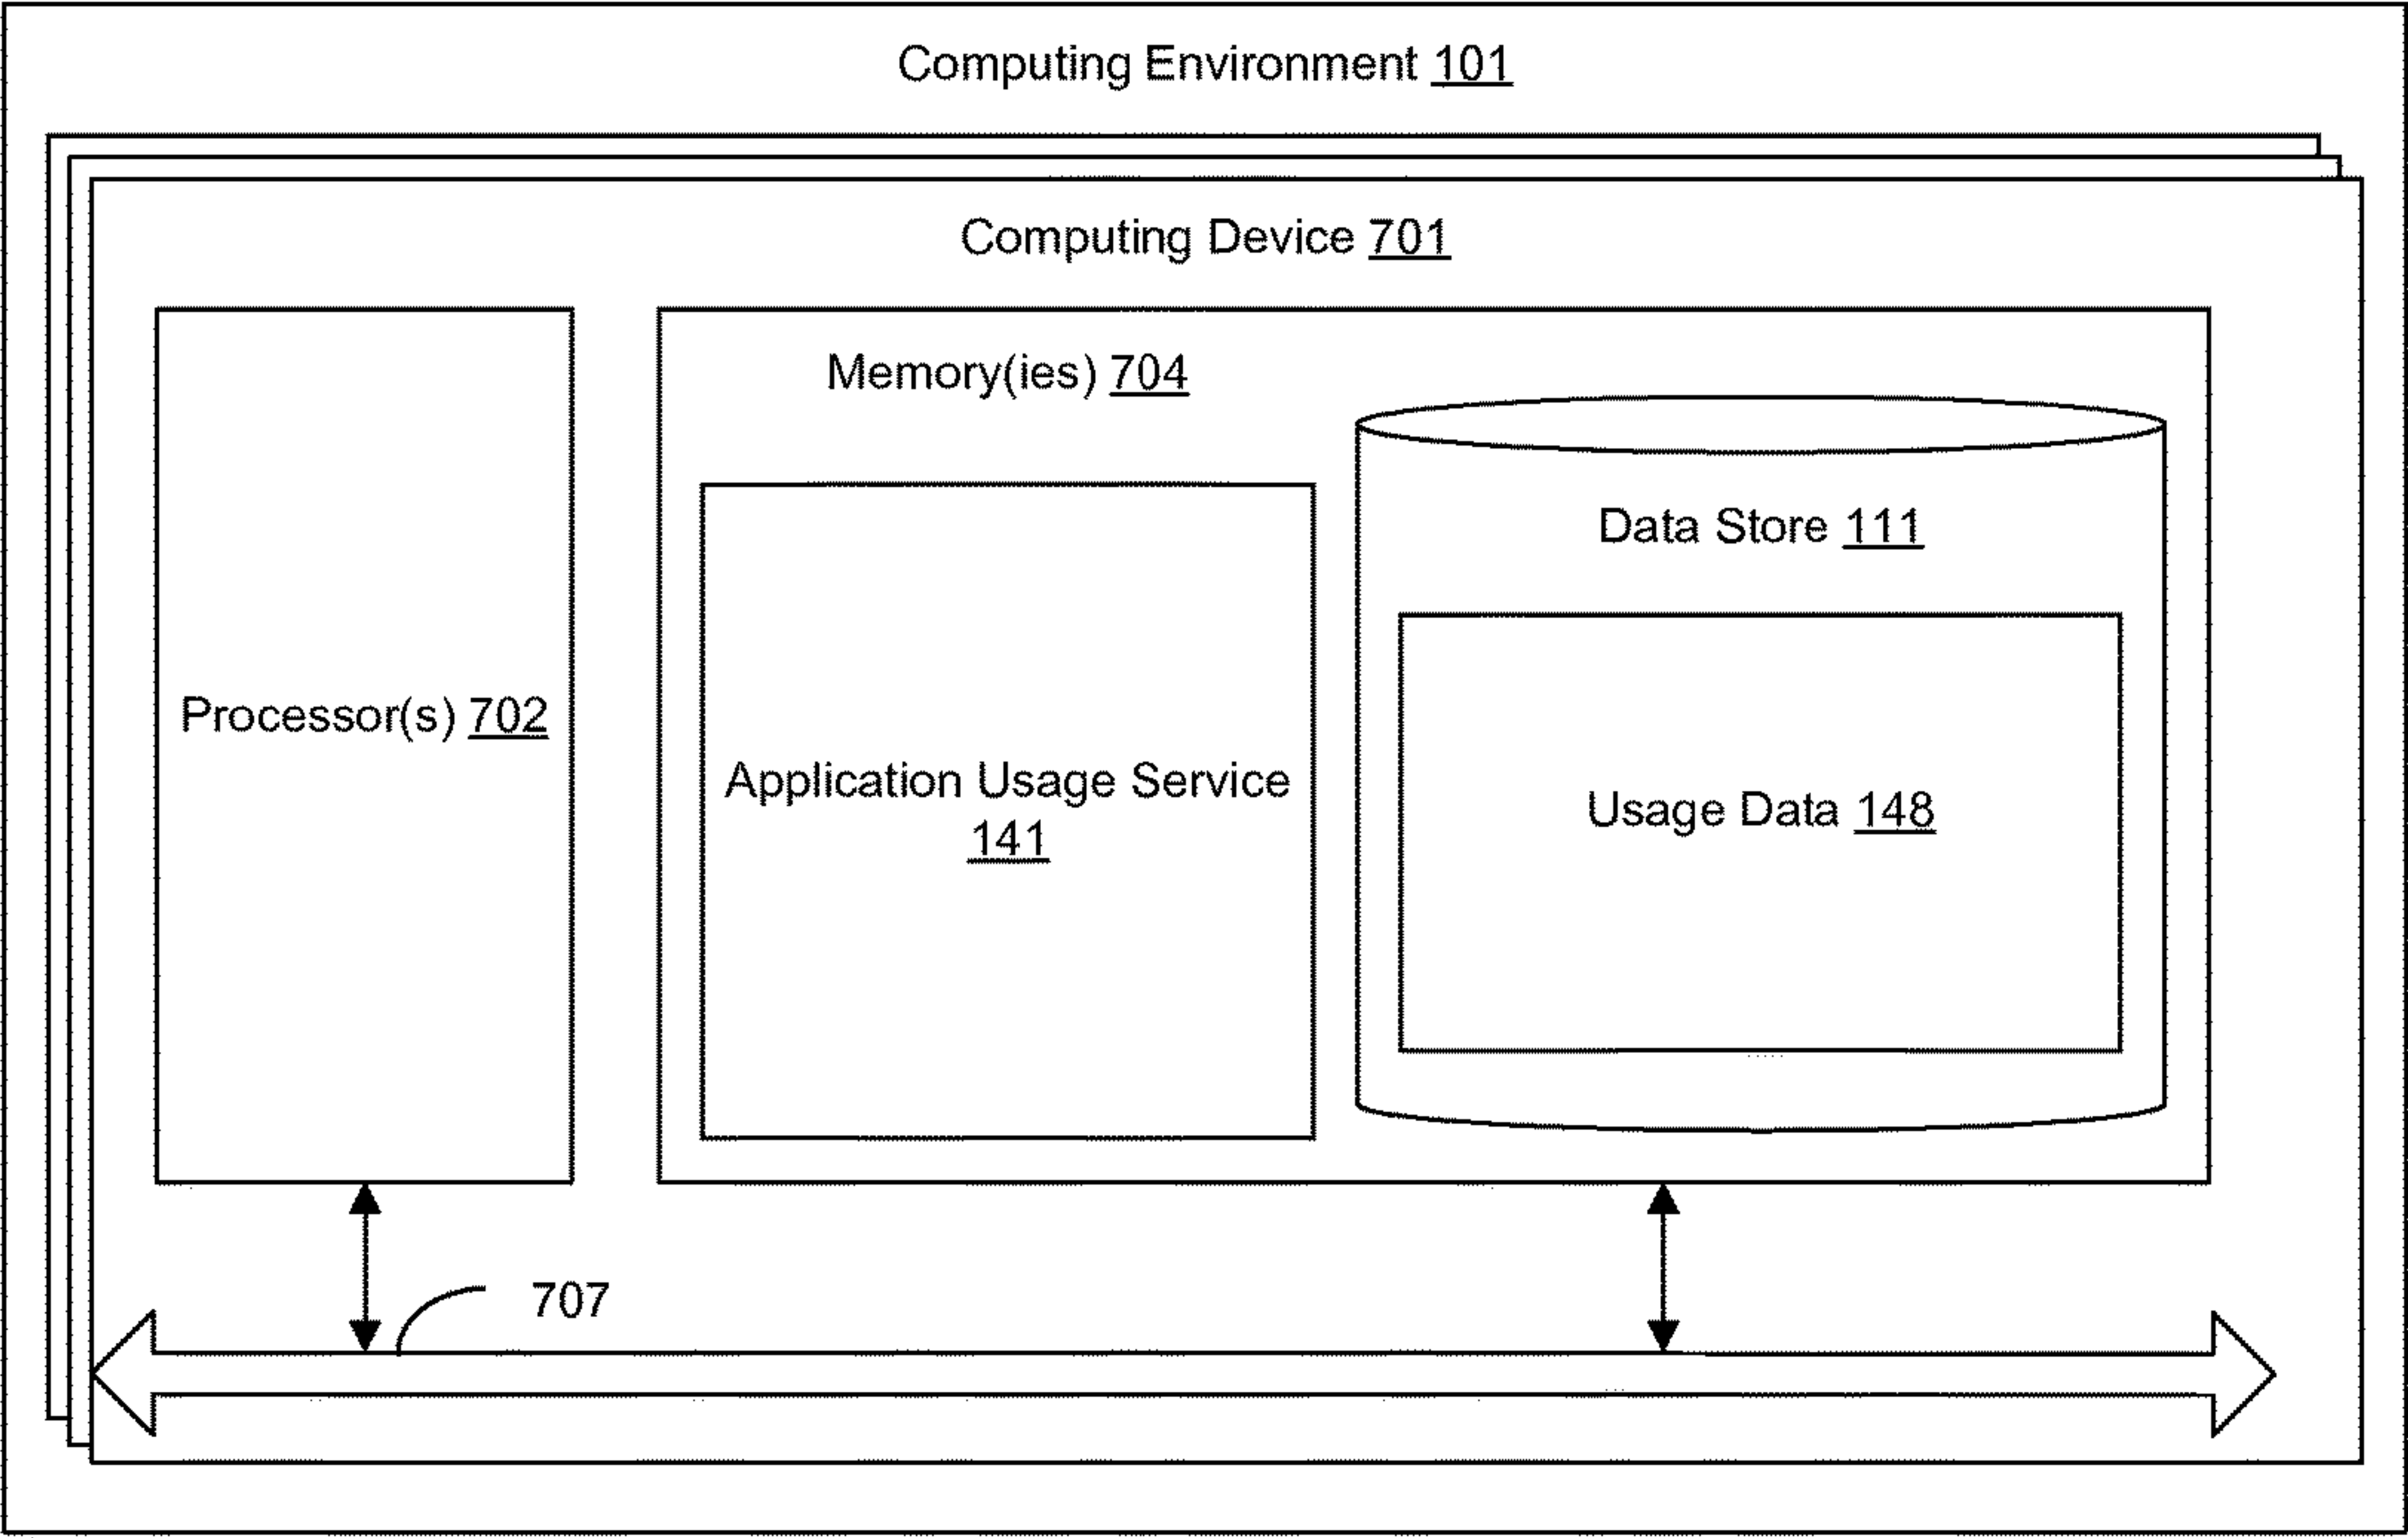 Computing Environment 101
Computing Device 701
Memory(ies) 704
Data Store 111
Processor(s) 702
Application Usage Service
141
Usage Data 148
707